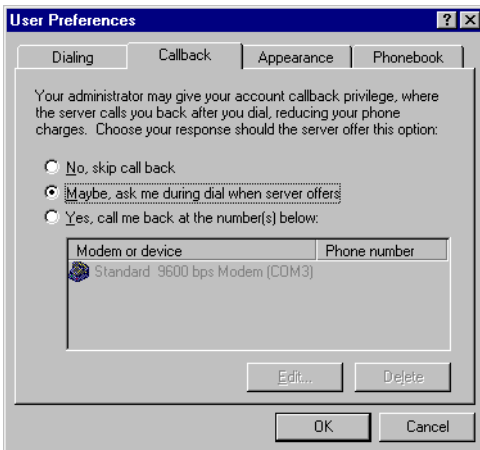 User Preferences
Dialing Callback Appearance Phonebook
Your administrator may give your account callback privilege, where
the server calls you back after you dial, reducing your phone
charges. Choose your response should the server offer this option:
No, skip call back
Maybe, ask me during dial when server offers
Yes, call me back at the number(s) below:
Modem or device Phone number
Standard 9600 bps Modem (COM3)
Edit... Delete
OK Cancel